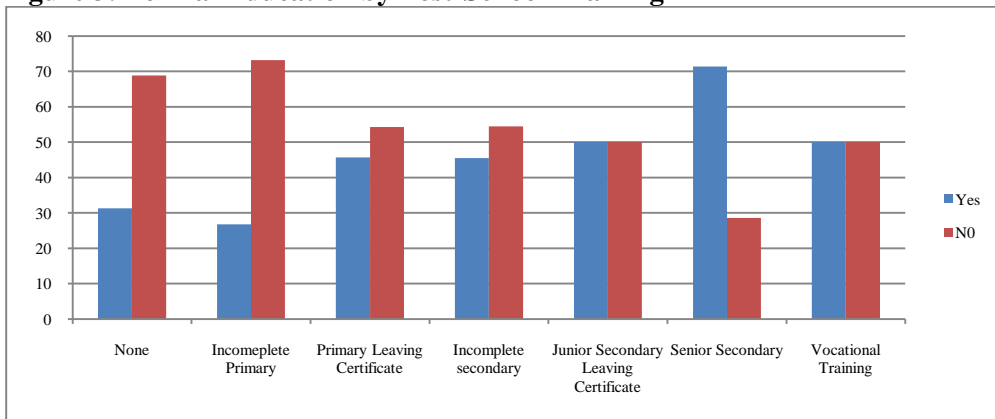 80
70
60
50
40
30
20
10
0
None
Incomeplete
Primary
Primary Leaving
Certificate
Incomplete
secondary
Junior Secondary
Leaving
Certificate
Senior Secondary
Vocational
Training
Yes
N0